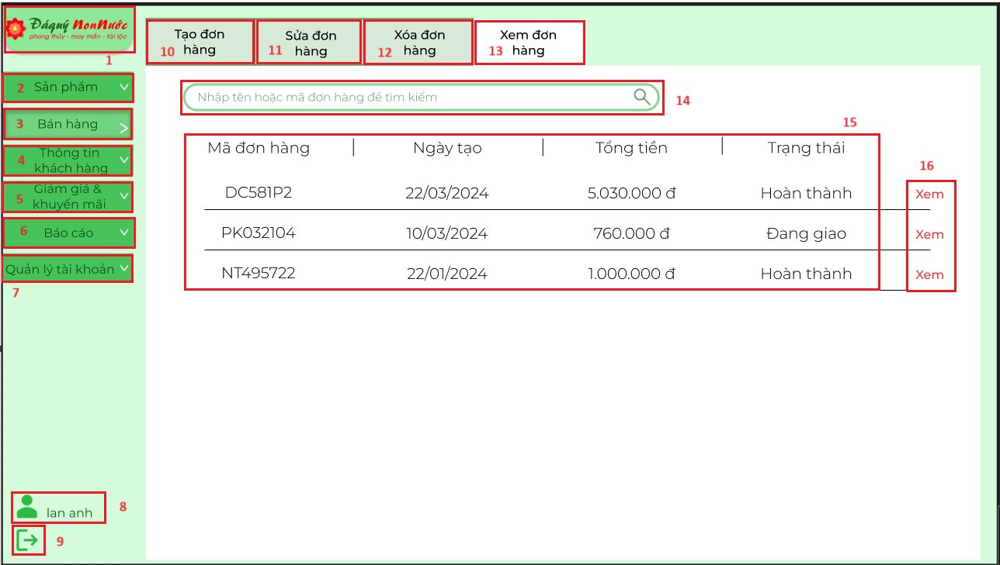 Đáquý NonNước
phong thủy - may mắn - tài lộc
1
2 Sản phẩm
3 Bán hàng
4 Thông tin
khách hàng
5 Giảm giá &
khuyến mãi
6 Báo cáo
Quản lý tài khoản
7
8 lan anh
9
10 Tạo đơn
hàng
11 Sửa đơn
hàng
12 Xóa đơn
hàng
13 Xem đơn
hàng
Nhập tên hoặc mã đơn hàng để tìm kiếm 14
15
Mã đơn hàng Ngày tạo Tổng tiền Trạng thái
16
DC581P2 22/03/2024 5.030.000 đ Hoàn thành Xem
PK032104 10/03/2024 760.000 đ Đang giao Xem
NT495722 22/01/2024 1.000.000 đ Hoàn thành Xem